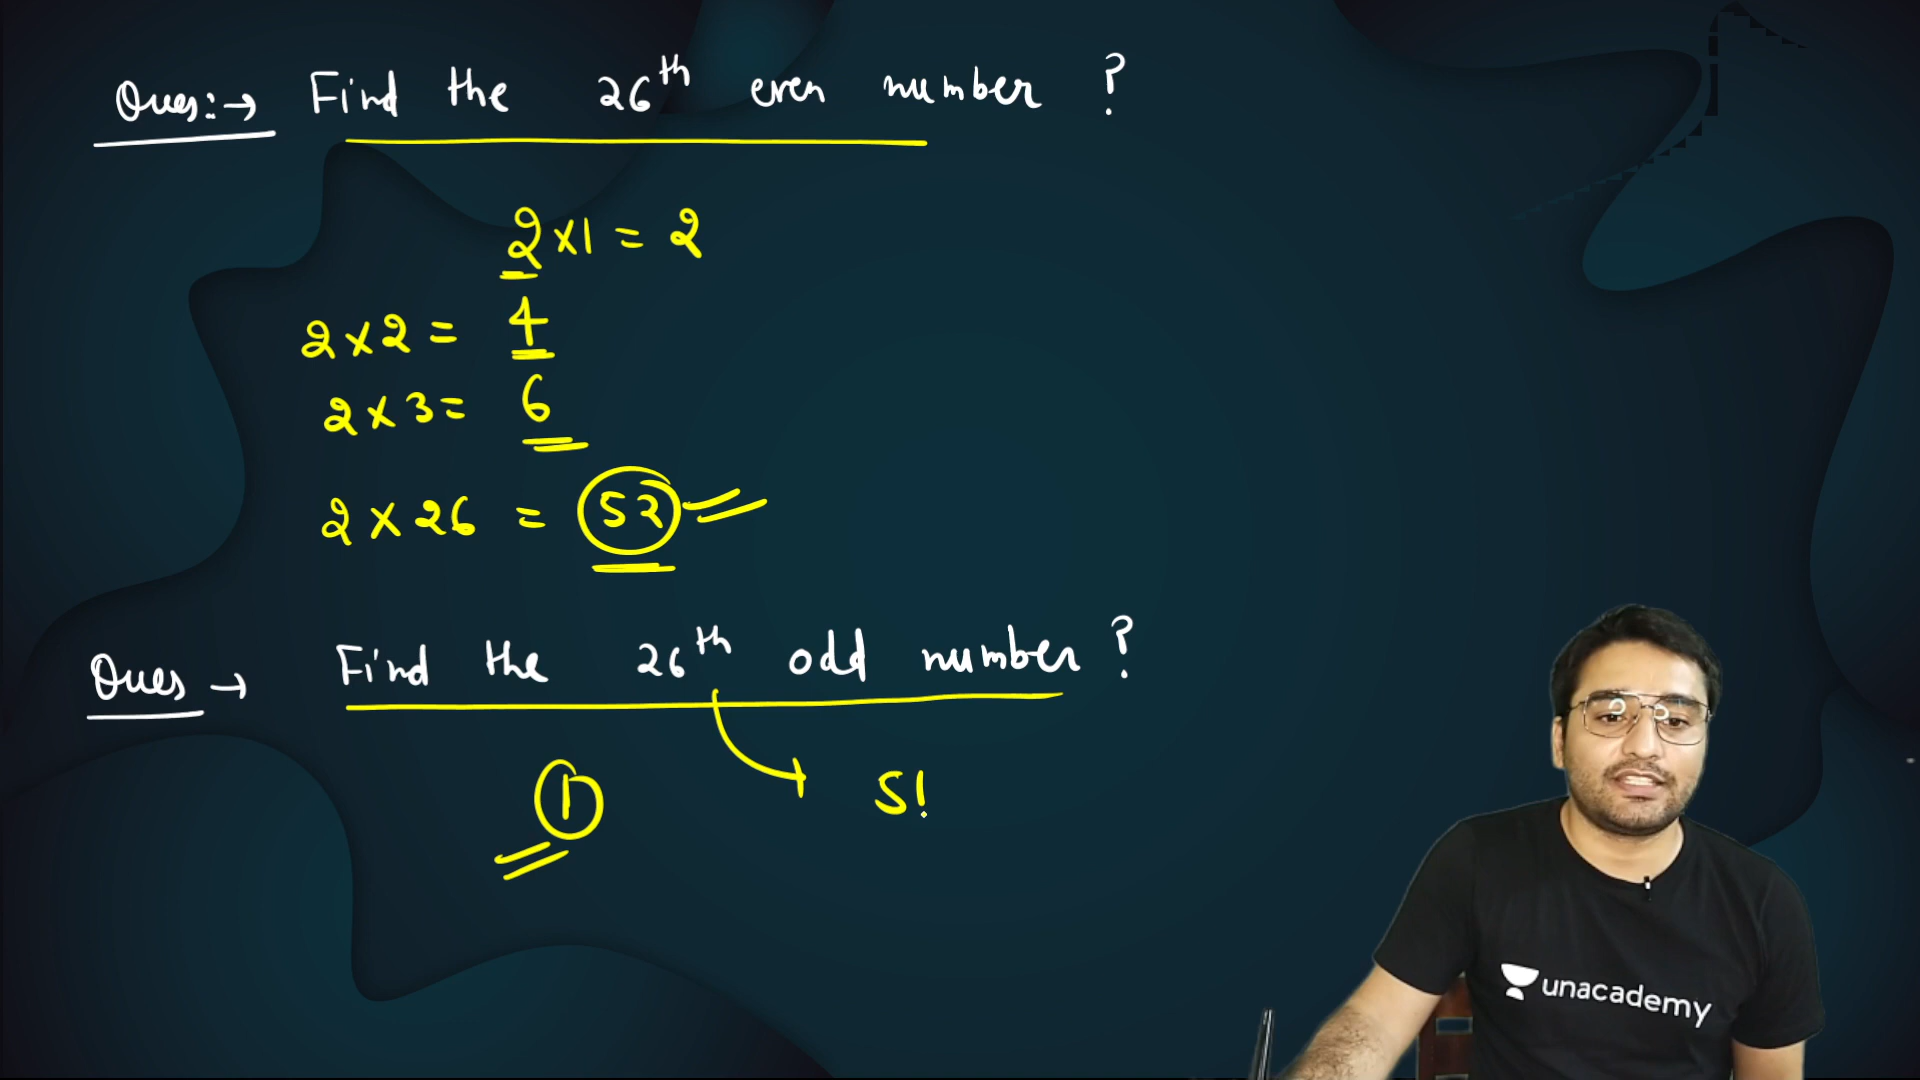 Ques:→ Find the 26th even number ?
2×1 = 2
2×2 = 4
2×3= 6
2×26 = 52
Ques → Find the 26th odd number ?
1 → 51
unacademy